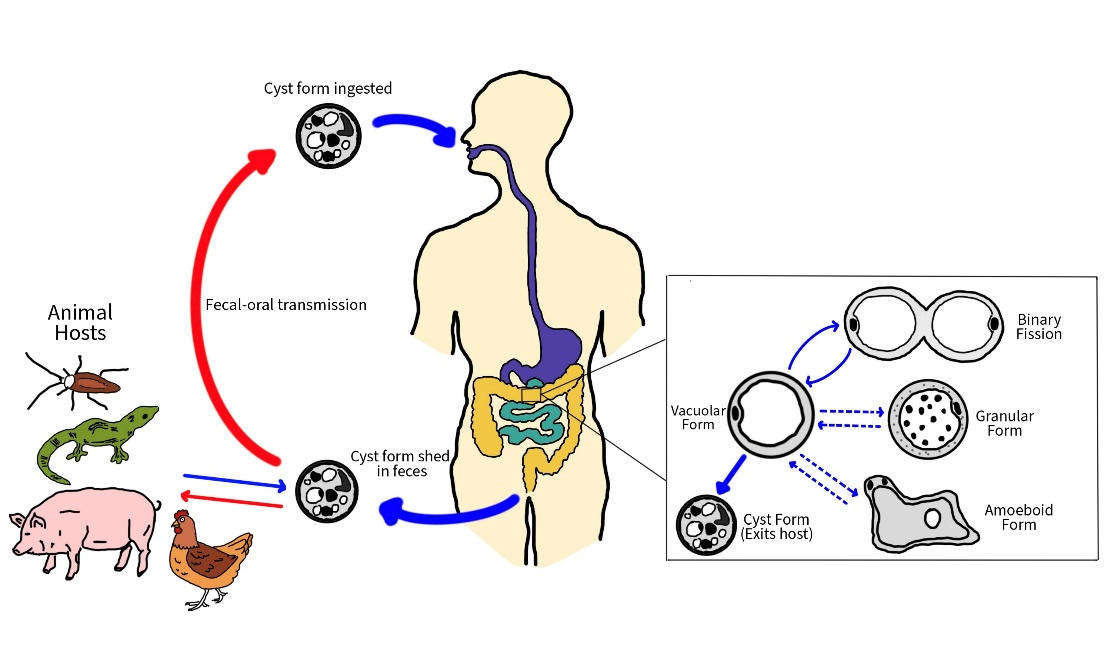 Cyst form ingested
Fecal-oral transmission
Animal
Hosts
Cyst form shed
in feces
Binary
Fission
Vacuolar
Form
Granular
Form
Amoeboid
Form
Cyst Form
(Exits host)